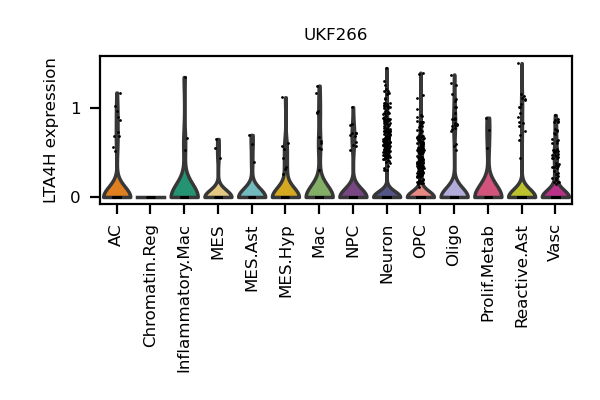 UKF266
LTA4H expression
1
0
AC
Chromatin.Reg
Inflammatory.Mac
MES
MES.Ast
MES.Hyp
Mac
NPC
Neuron
OPC
Oligo
Prolif.Metab
Reactive.Ast
Vasc